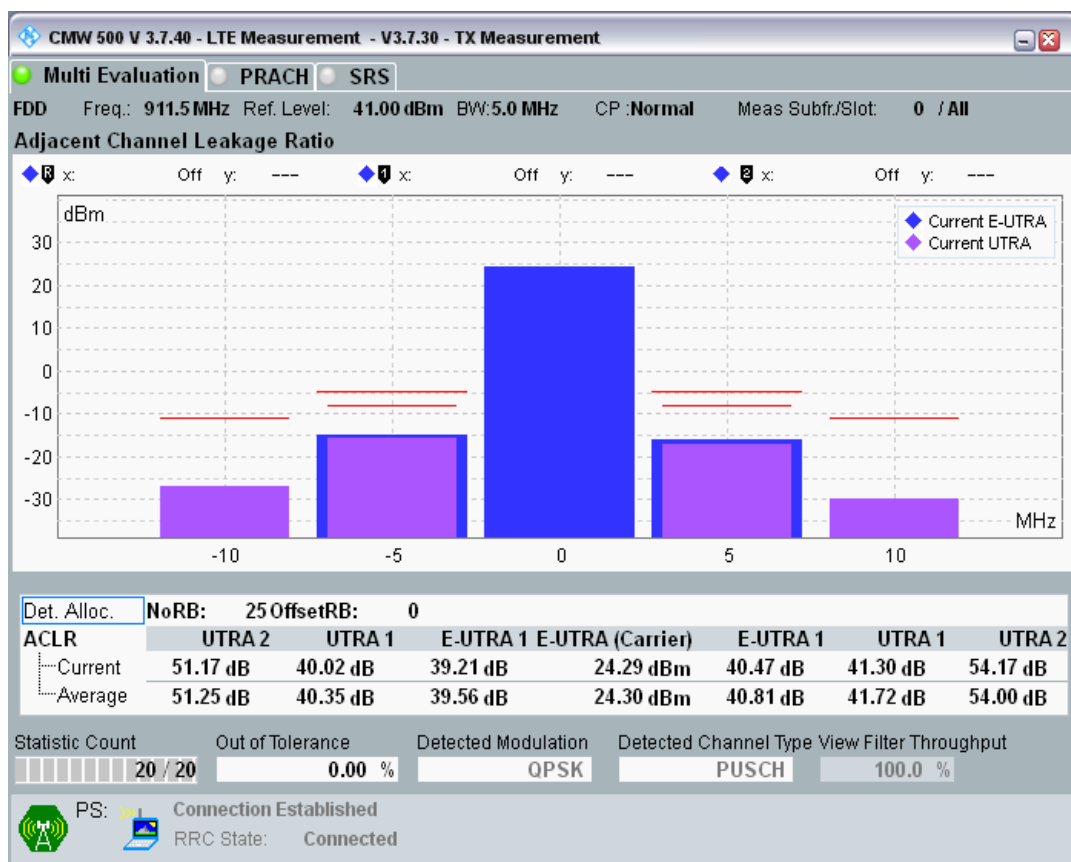 CMW 500 V 3.7.40 - LTE Measurement - V3.7.30 - TX Measurement
Multi Evaluation PRACH SRS
FDD Freq.: 911.5 MHz Ref. Level: 41.00 dBm BW:5.0 MHz CP :Normal Meas Subfr./Slot: 0 / All
Adjacent Channel Leakage Ratio
R x: Off y: --- 1 x: Off y: --- 2 x: Off y: ---
dBm
Current E-UTRA
Current UTRA
30
20
10
0
-10
-20
-30
MHz
-10 -5 0 5 10
Det. Alloc. NoRB: 25 OffsetRB: 0
ACLR UTRA 2 UTRA 1 E-UTRA 1 E-UTRA (Carrier) E-UTRA 1 UTRA 1 UTRA 2
Current 51.17 dB 40.02 dB 39.21 dB 24.29 dBm 40.47 dB 41.30 dB 54.17 dB
Average 51.25 dB 40.35 dB 39.56 dB 24.30 dBm 40.81 dB 41.72 dB 54.00 dB
Statistic Count Out of Tolerance Detected Modulation Detected Channel Type View Filter Throughput
20 / 20 0.00 % QPSK PUSCH 100.0 %
PS: Connection Established
RRC State: Connected